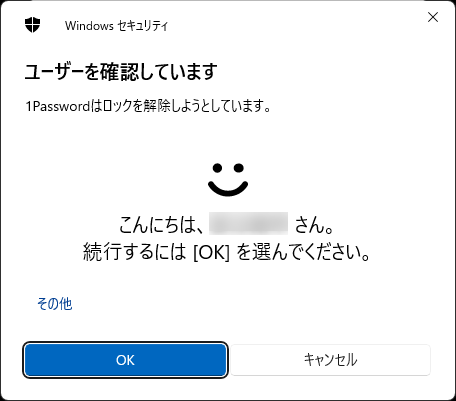 Windows セキュリティ
ユーザーを確認しています
1Passwordはロックを解除しようとしています。
こんにちは、 さん。
続行するには [OK] を選んでください。
その他
OK
キャンセル